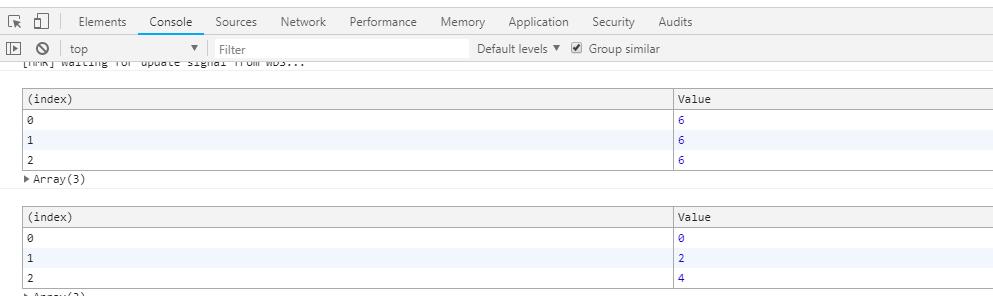 Elements Console Sources Network Performance Memory Application Security Audits
top Filter Default levels Group similar
[HMR] Waiting for update signal from WDS...
(index) Value
0 6
1 6
2 6
Array(3)
(index) Value
0 0
1 2
2 4
Array(3)